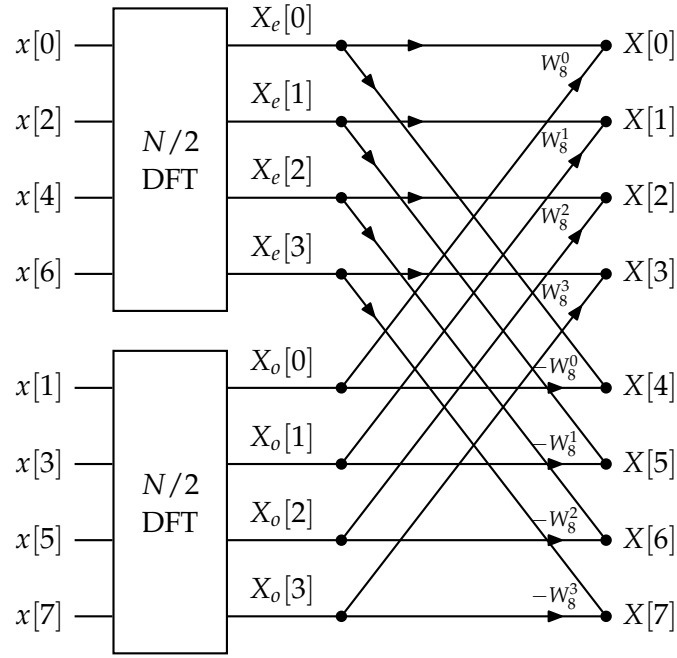 x[0] X_e[0] W_8^0 X[0]
x[2] X_e[1] W_8^1 X[1]
N/2
DFT
x[4] X_e[2] W_8^2 X[2]
x[6] X_e[3] W_8^3 X[3]
x[1] X_o[0] −W_8^0 X[4]
x[3] X_o[1] −W_8^1 X[5]
N/2
DFT
x[5] X_o[2] −W_8^2 X[6]
x[7] X_o[3] −W_8^3 X[7]